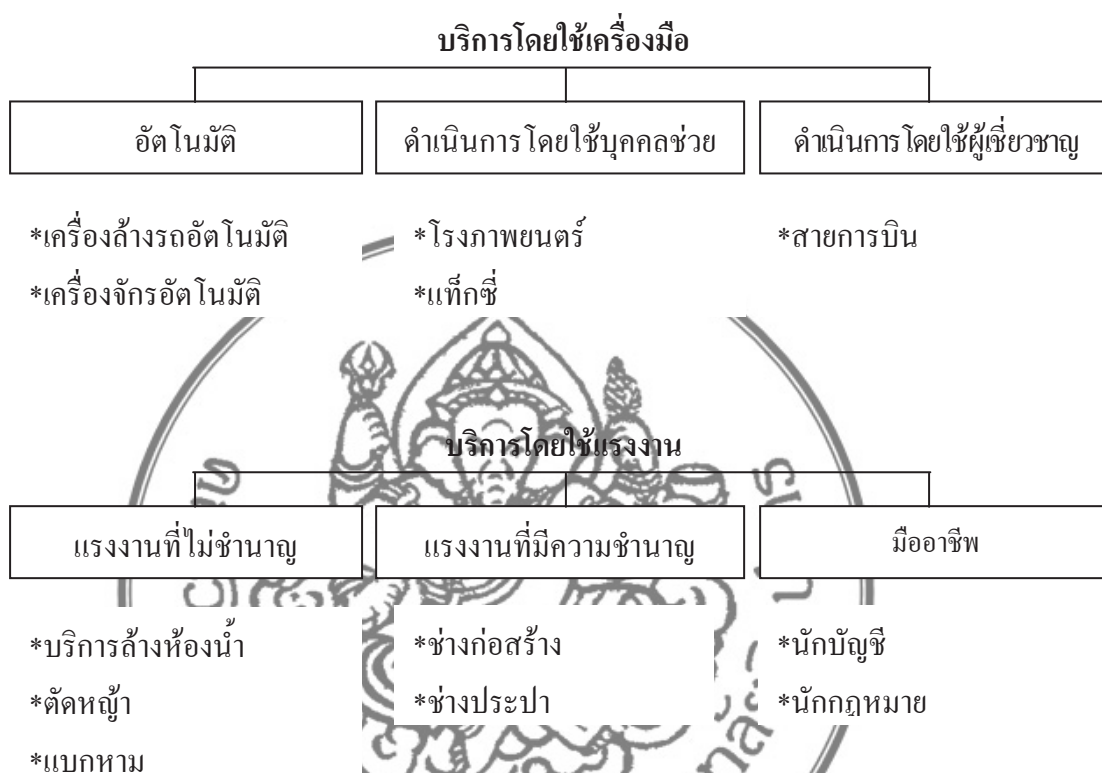 บริการโดยใช้เครื่องมือ
อัตโนมัติ ดำเนินการโดยใช้บุคคลช่วย ดำเนินการโดยใช้ผู้เชี่ยวชาญ
*เครื่องล้างรถอัตโนมัติ *โรงภาพยนตร์ *สายการบิน
*เครื่องจักรอัตโนมัติ *แท็กซี่
บริการโดยใช้แรงงาน
แรงงานที่ไม่ชำนาญ แรงงานที่มีความชำนาญ มืออาชีพ
*บริการล้างห้องน้ำ *ช่างก่อสร้าง *นักบัญชี
*ตัดหญ้า *ช่างประปา *นักกฎหมาย
*แบกหาม